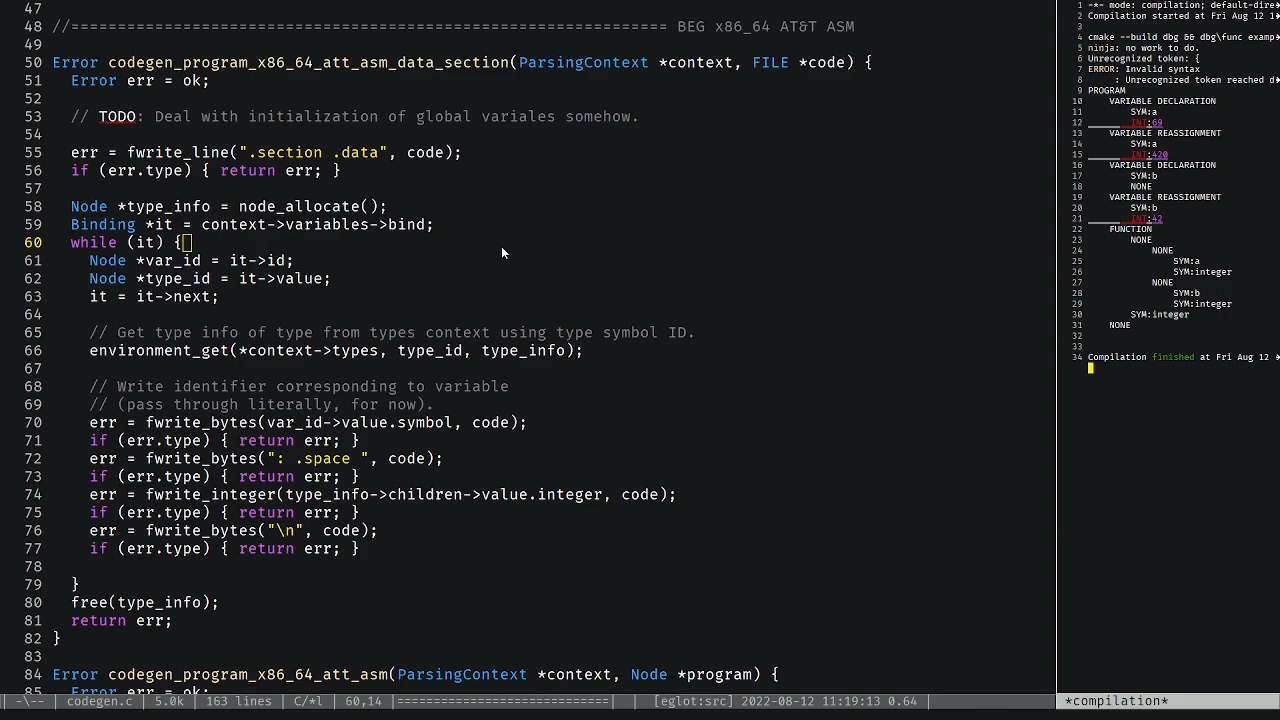 47
48 //================================================================ BEG x86_64 AT&T ASM
49
50 Error codegen_program_x86_64_att_asm_data_section(ParsingContext *context, FILE *code) {
51   Error err = ok;
52
53   // TODO: Deal with initialization of global variales somehow.
54
55   err = fwrite_line(".section .data", code);
56   if (err.type) { return err; }
57
58   Node *type_info = node_allocate();
59   Binding *it = context->variables->bind;
60   while (it) {
61     Node *var_id = it->id;
62     Node *type_id = it->value;
63     it = it->next;
64
65     // Get type info of type from types context using type symbol ID.
66     environment_get(*context->types, type_id, type_info);
67
68     // Write identifier corresponding to variable
69     // (pass through literally, for now).
70     err = fwrite_bytes(var_id->value.symbol, code);
71     if (err.type) { return err; }
72     err = fwrite_bytes(": .space ", code);
73     if (err.type) { return err; }
74     err = fwrite_integer(type_info->children->value.integer, code);
75     if (err.type) { return err; }
76     err = fwrite_bytes("\n", code);
77     if (err.type) { return err; }
78
79   }
80   free(type_info);
81   return err;
82 }
83
84 Error codegen_program_x86_64_att_asm(ParsingContext *context, Node *program) {
85   Error err = ok;
-\-- codegen.c 5.0k 163 lines C/*l 60,14 [eglot:src] 2022-08-12 11:19:13 0.64
1 -*- mode: compilation; default-dire
2 Compilation started at Fri Aug 12 1
3
4 cmake --build dbg && dbg\func examp
5 ninja: no work to do.
6 Unrecognized token: {
7 ERROR: Invalid syntax
8 : Unrecognized token reached d
9 PROGRAM
10 VARIABLE DECLARATION
11 SYM:a
12 INT:69
13 VARIABLE REASSIGNMENT
14 SYM:a
15 INT:420
16 VARIABLE DECLARATION
17 SYM:b
18 NONE
19 VARIABLE REASSIGNMENT
20 SYM:b
21 INT:42
22 FUNCTION
23 NONE
24 NONE
25 SYM:a
26 SYM:integer
27 NONE
28 SYM:b
29 SYM:integer
30 SYM:integer
31 NONE
32
33
34 Compilation finished at Fri Aug 12
*compilation*